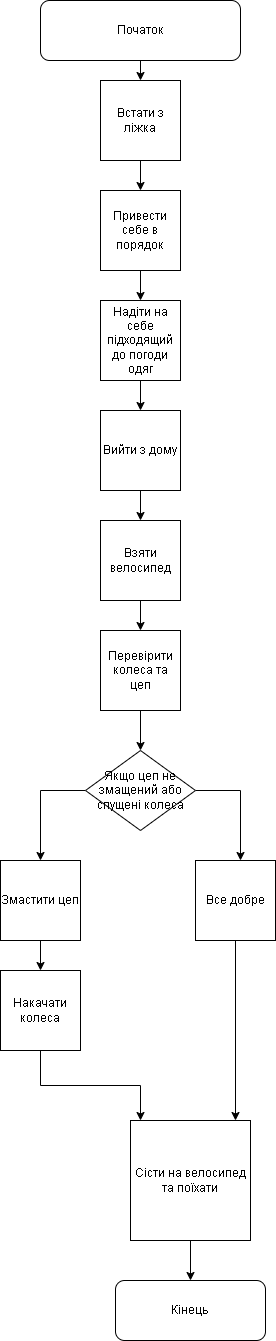 Початок
Встати з
ліжка
Привести
себе в
порядок
Надіти на
себе
підходящий
до погоди
одяг
Вийти з дому
Взяти
велосипед
Перевірити
колеса та
цеп
Якщо цеп не
змащений або
спущені колеса
Змастити цеп
Все добре
Накачати
колеса
Сісти на велосипед
та поїхати
Кінець